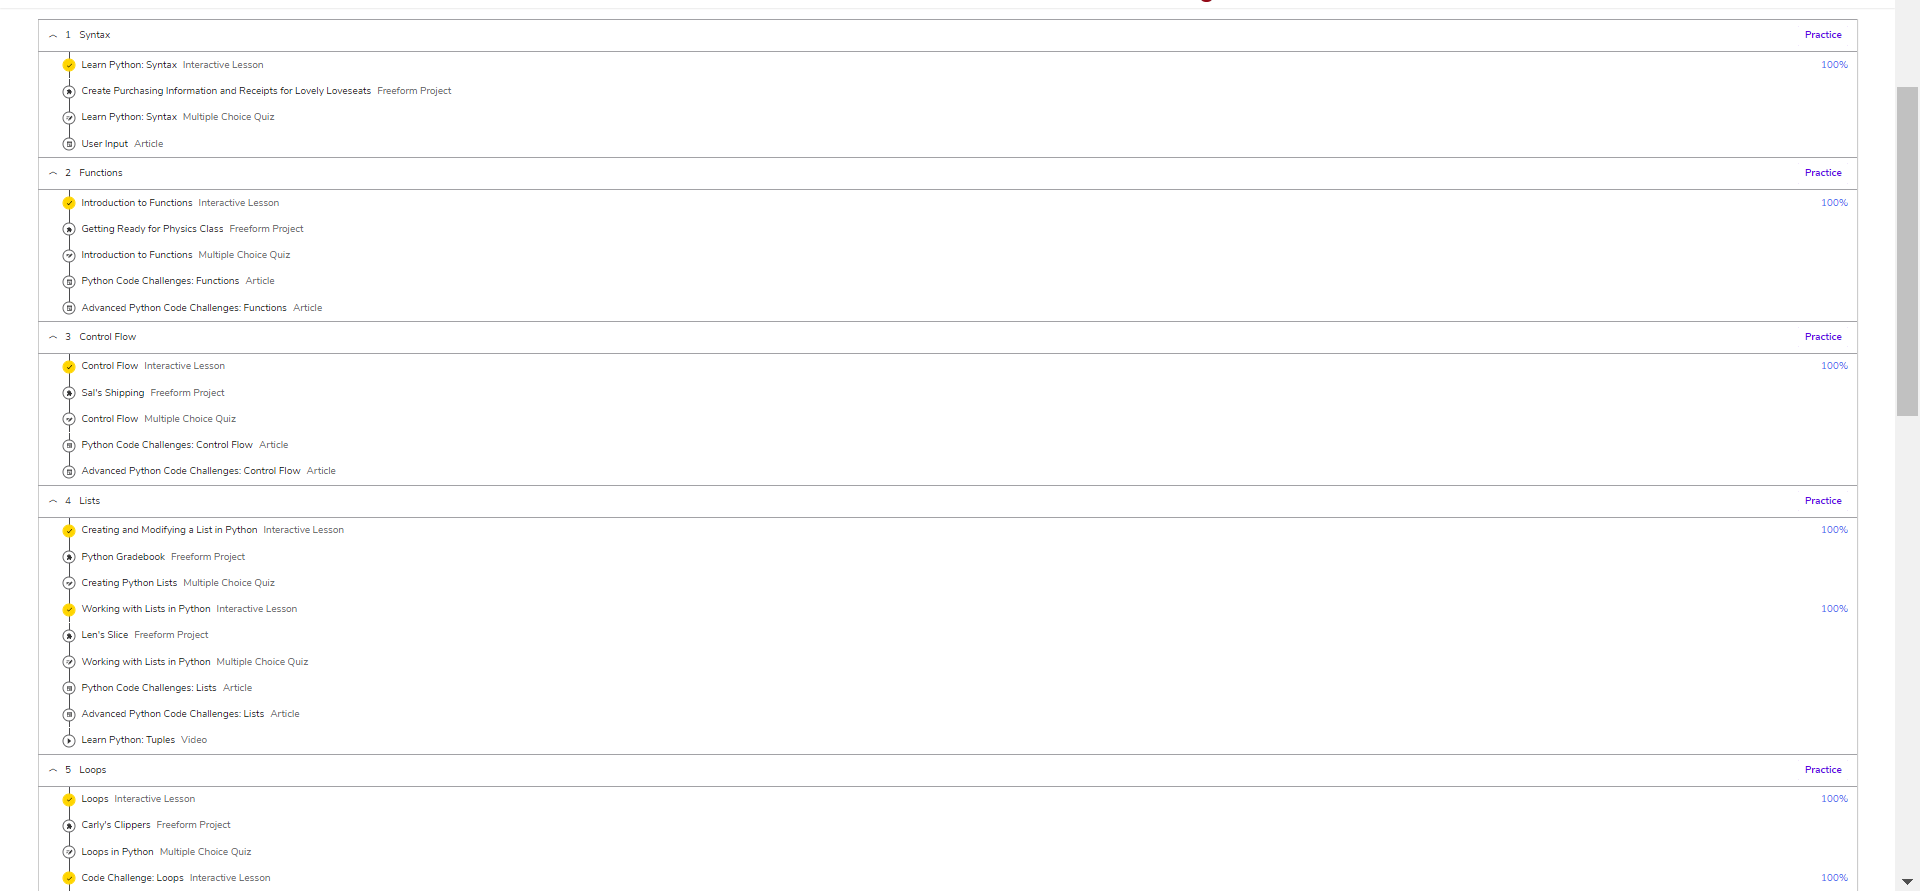 1 Syntax Practice
Learn Python: Syntax Interactive Lesson 100%
Create Purchasing Information and Receipts for Lovely Loveseats Freeform Project
Learn Python: Syntax Multiple Choice Quiz
User Input Article
2 Functions Practice
Introduction to Functions Interactive Lesson 100%
Getting Ready for Physics Class Freeform Project
Introduction to Functions Multiple Choice Quiz
Python Code Challenges: Functions Article
Advanced Python Code Challenges: Functions Article
3 Control Flow Practice
Control Flow Interactive Lesson 100%
Sal's Shipping Freeform Project
Control Flow Multiple Choice Quiz
Python Code Challenges: Control Flow Article
Advanced Python Code Challenges: Control Flow Article
4 Lists Practice
Creating and Modifying a List in Python Interactive Lesson 100%
Python Gradebook Freeform Project
Creating Python Lists Multiple Choice Quiz
Working with Lists in Python Interactive Lesson 100%
Len's Slice Freeform Project
Working with Lists in Python Multiple Choice Quiz
Python Code Challenges: Lists Article
Advanced Python Code Challenges: Lists Article
Learn Python: Tuples Video
5 Loops Practice
Loops Interactive Lesson 100%
Carly's Clippers Freeform Project
Loops in Python Multiple Choice Quiz
Code Challenge: Loops Interactive Lesson 100%